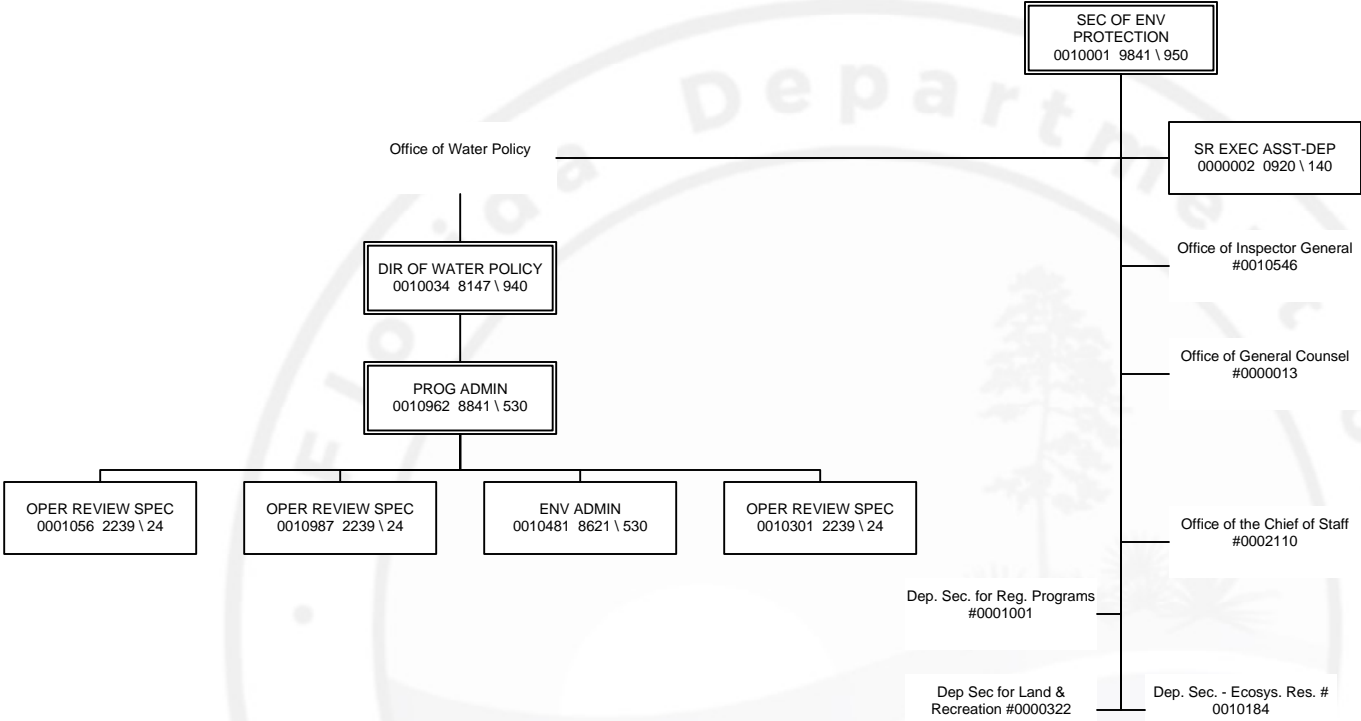 SEC OF ENV
PROTECTION
0010001 9841 \ 950
Office of Water Policy
SR EXEC ASST-DEP
0000002 0920 \ 140
DIR OF WATER POLICY
0010034 8147 \ 940
Office of Inspector General
#0010546
PROG ADMIN
0010962 8841 \ 530
Office of General Counsel
#0000013
OPER REVIEW SPEC
0001056 2239 \ 24
OPER REVIEW SPEC
0010987 2239 \ 24
ENV ADMIN
0010481 8621 \ 530
OPER REVIEW SPEC
0010301 2239 \ 24
Office of the Chief of Staff
#0002110
Dep. Sec. for Reg. Programs
#0001001
Dep Sec for Land &
Recreation #0000322
Dep. Sec. - Ecosys. Res. #
0010184
Florida Departme